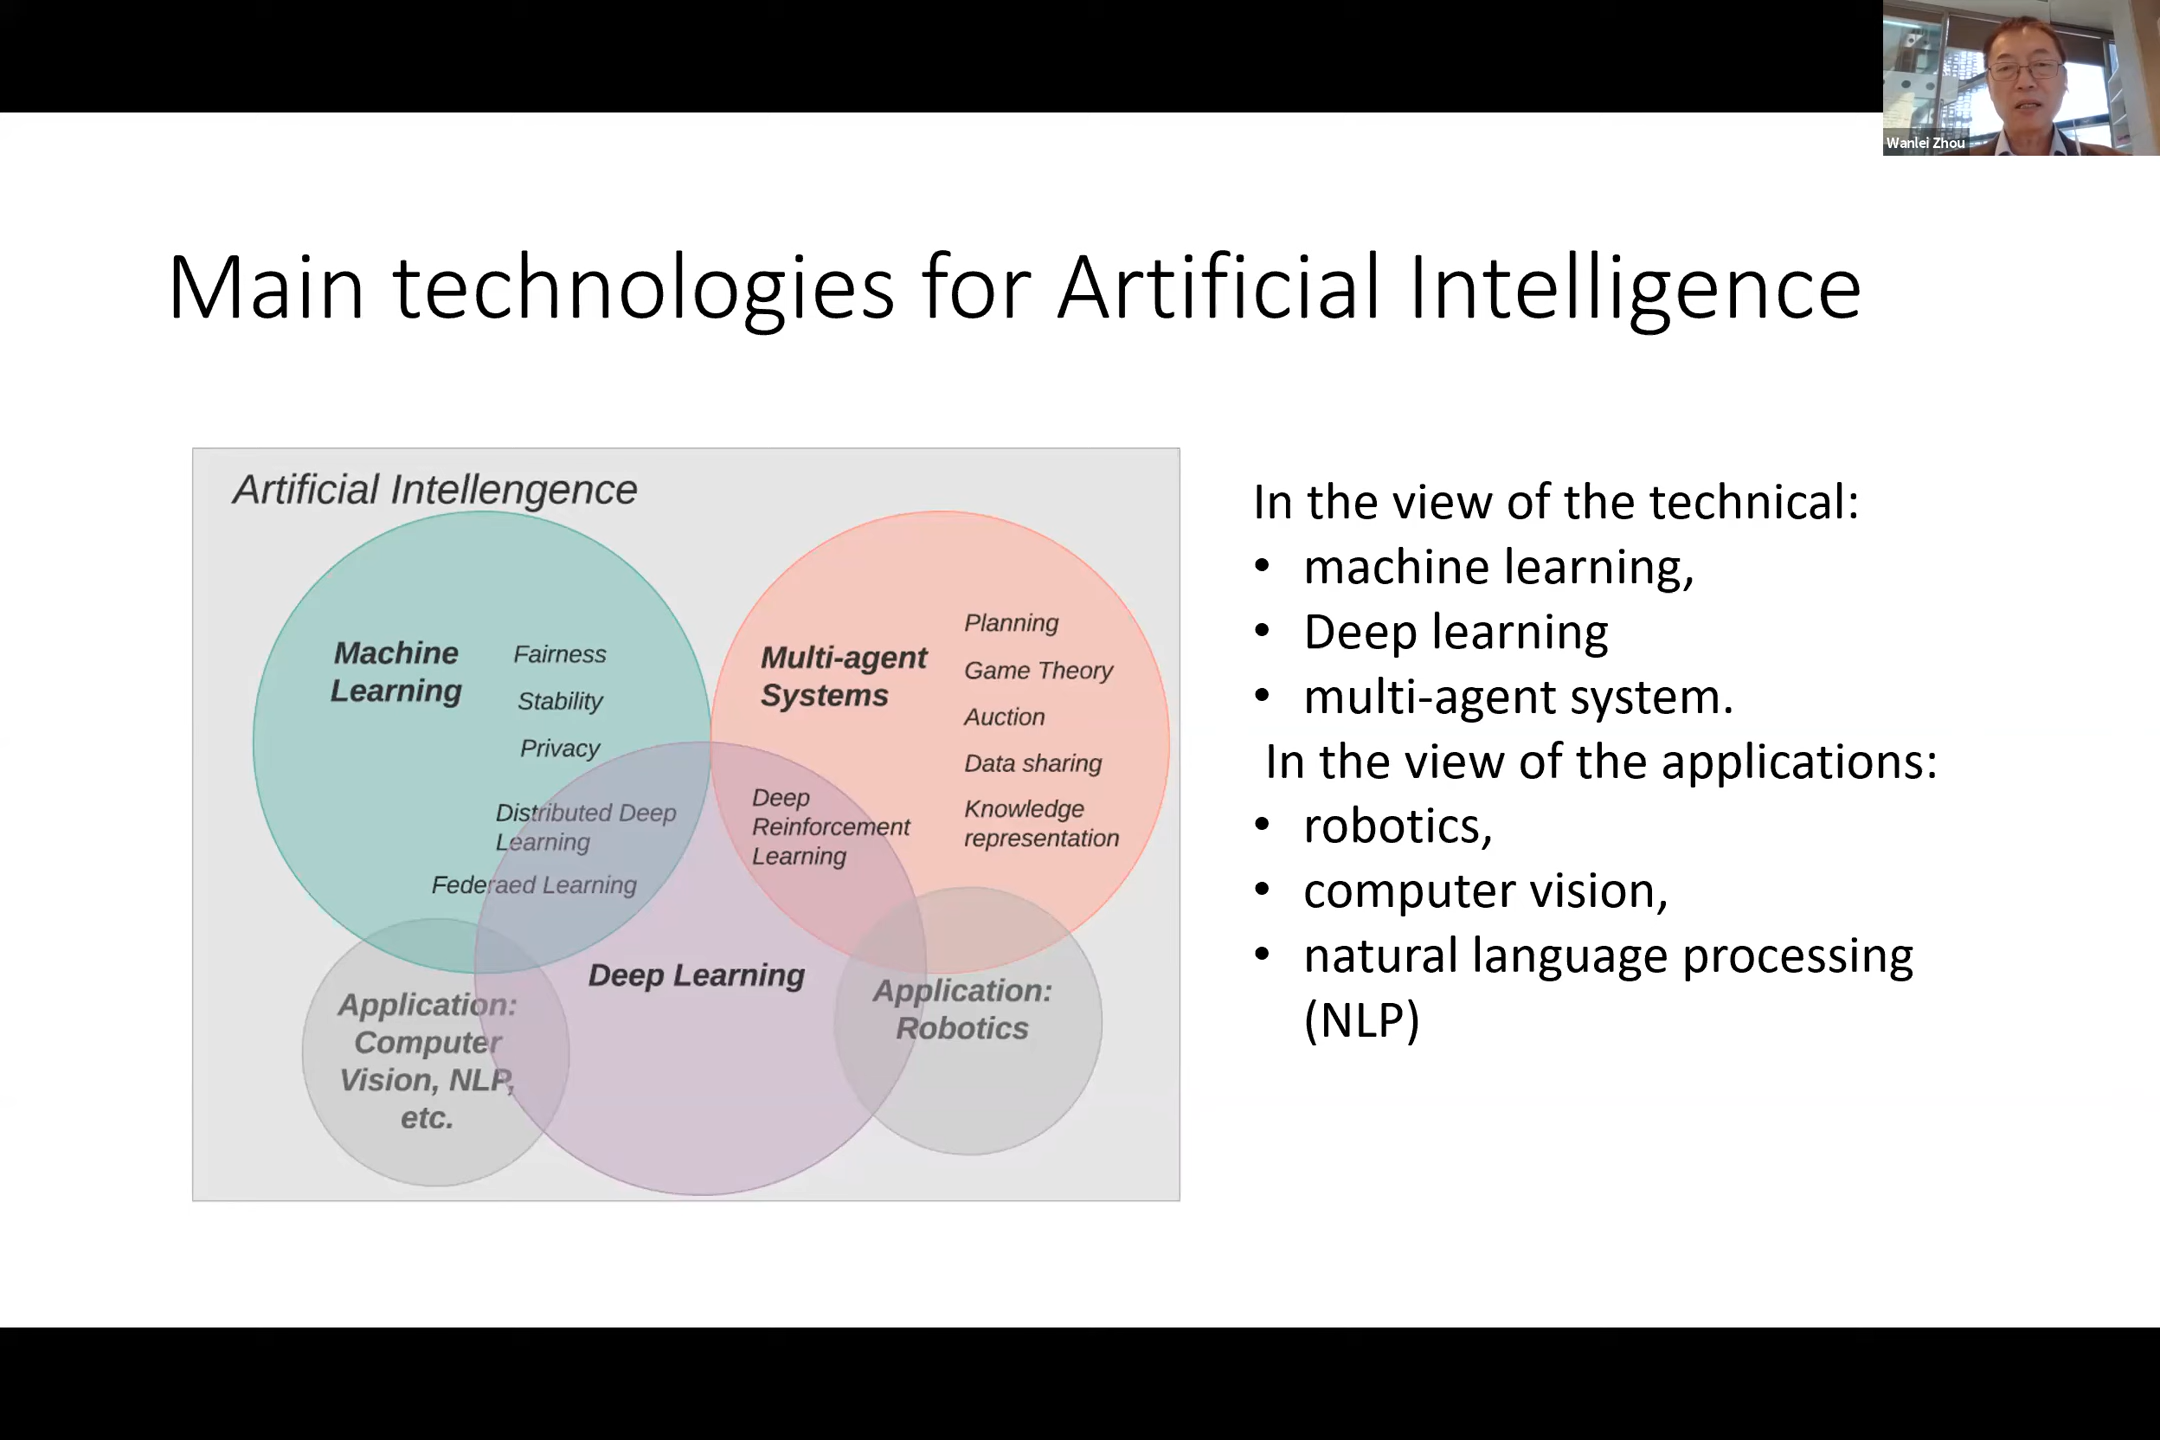 Wanlei Zhou
Main technologies for Artificial Intelligence
Artificial Intellengence
Machine
Learning
Fairness
Stability
Privacy
Distributed Deep
Learning
Federaed Learning
Multi-agent
Systems
Planning
Game Theory
Auction
Data sharing
Knowledge
representation
Deep
Reinforcement
Learning
Deep Learning
Application:
Computer
Vision, NLP,
etc.
Application:
Robotics
In the view of the technical:
• machine learning,
• Deep learning
• multi-agent system.
In the view of the applications:
• robotics,
• computer vision,
• natural language processing
(NLP)